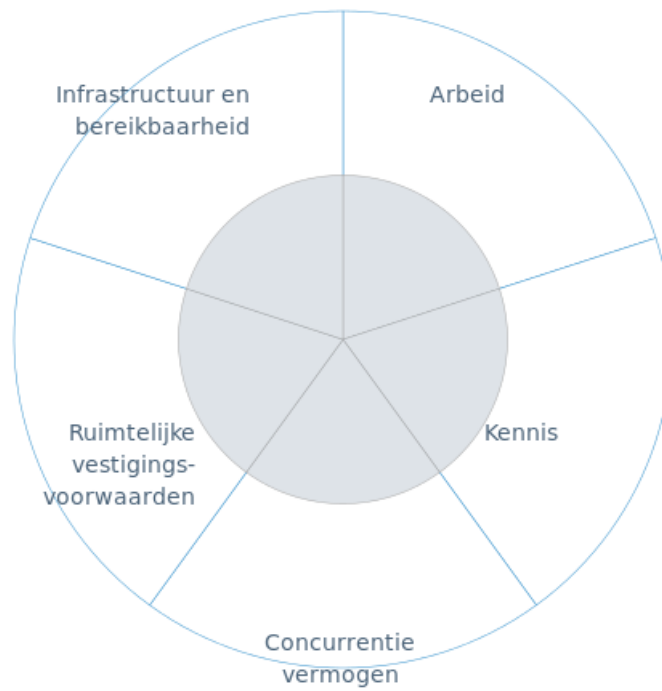 Infrastructuur en
bereikbaarheid
Arbeid
Ruimtelijke
vestigings-
voorwaarden
Kennis
Concurrentie
vermogen